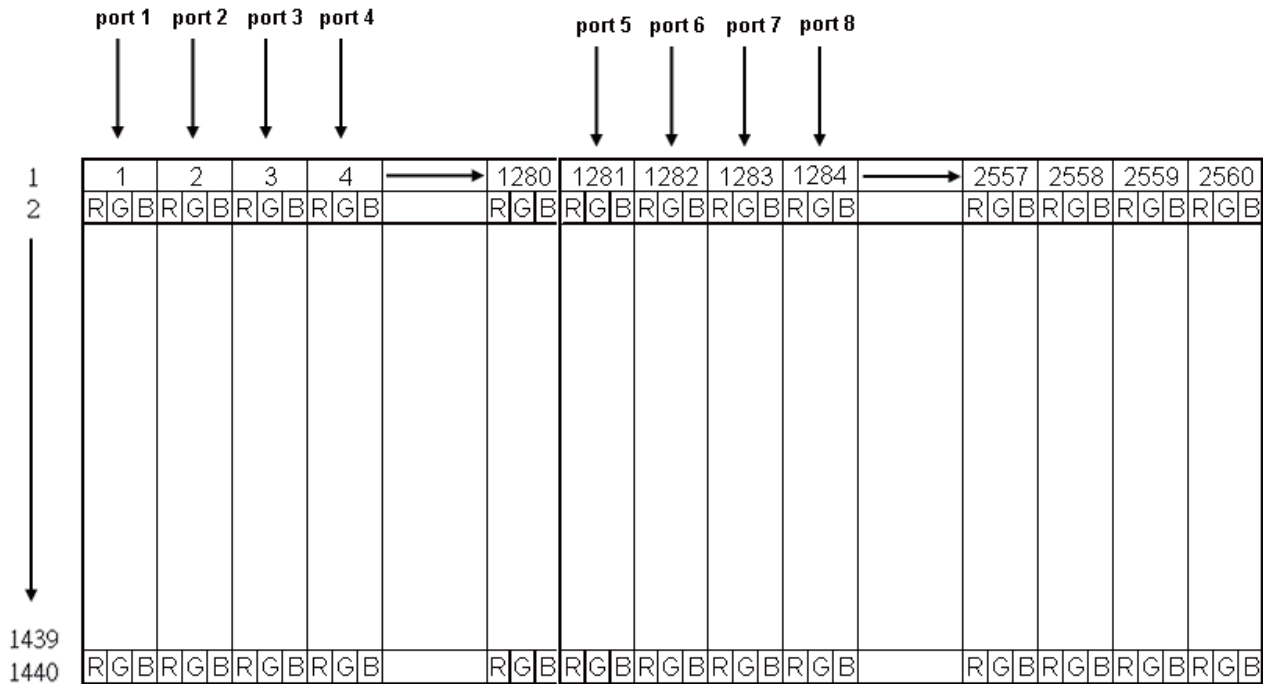 port 1 port 2 port 3 port 4 port 5 port 6 port 7 port 8
1 1 2 3 4 1280 1281 1282 1283 1284 2557 2558 2559 2560
2 R G B R G B R G B R G B R G B R G B R G B R G B R G B R G B R G B R G B R G B
1439
1440 R G B R G B R G B R G B R G B R G B R G B R G B R G B R G B R G B R G B R G B